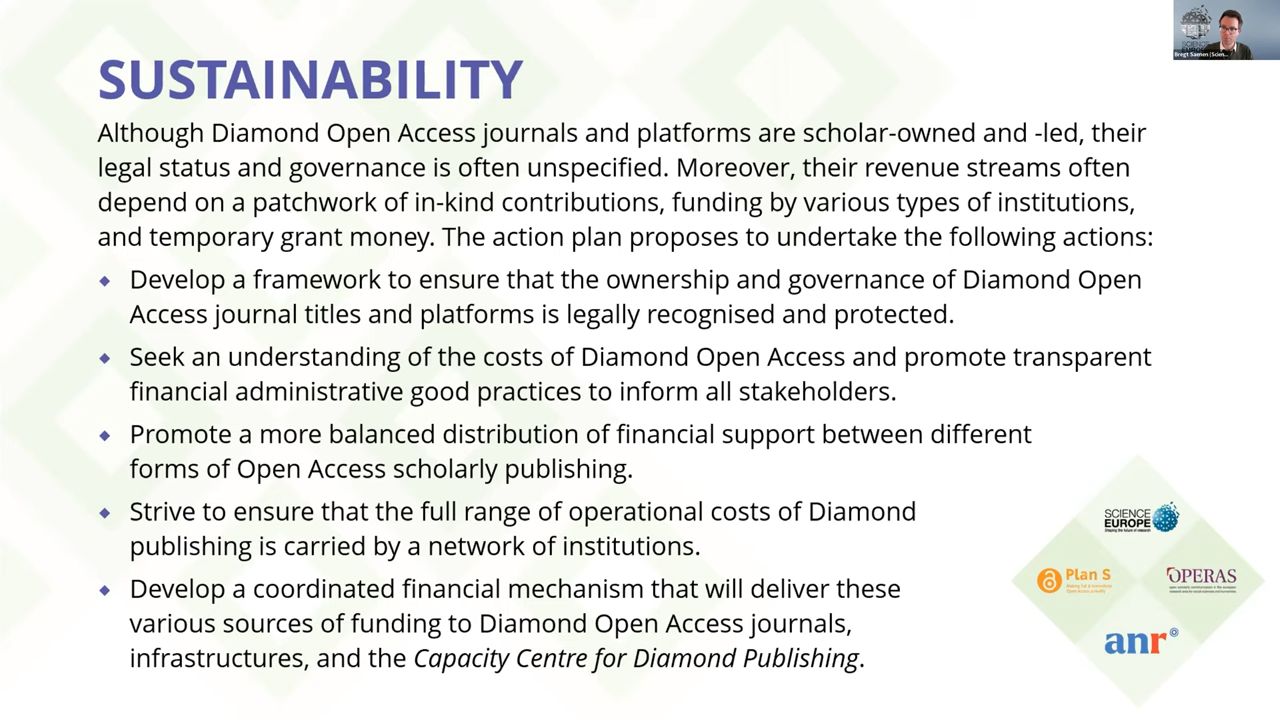 SUSTAINABILITY
Although Diamond Open Access journals and platforms are scholar-owned and -led, their
legal status and governance is often unspecified. Moreover, their revenue streams often
depend on a patchwork of in-kind contributions, funding by various types of institutions,
and temporary grant money. The action plan proposes to undertake the following actions:
Develop a framework to ensure that the ownership and governance of Diamond Open
Access journal titles and platforms is legally recognised and protected.
Seek an understanding of the costs of Diamond Open Access and promote transparent
financial administrative good practices to inform all stakeholders.
Promote a more balanced distribution of financial support between different
forms of Open Access scholarly publishing.
Strive to ensure that the full range of operational costs of Diamond
publishing is carried by a network of institutions.
Develop a coordinated financial mechanism that will deliver these
various sources of funding to Diamond Open Access journals,
infrastructures, and the Capacity Centre for Diamond Publishing.
Bregt Saenen (Scien...
SCIENCE
EUROPE
Shaping the future of research
Plan S
OPERAS
anr